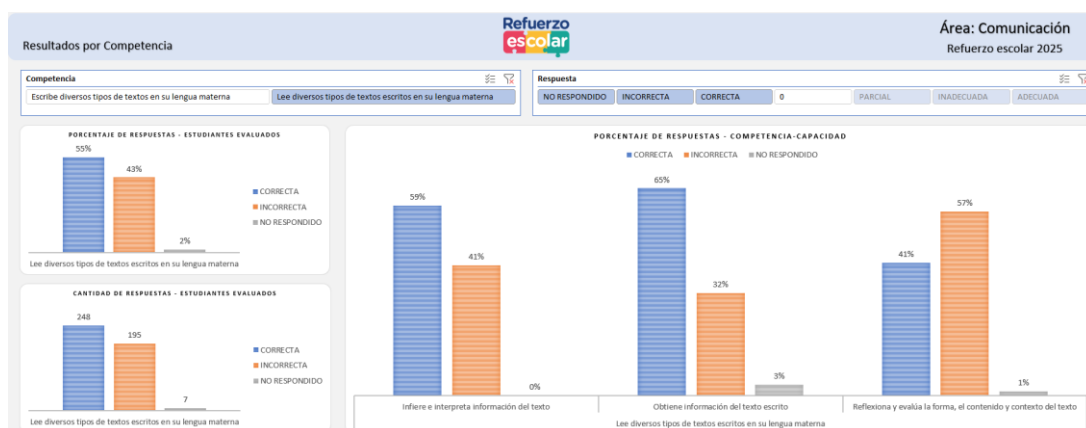 Resultados por Competencia
Refuerzo
escolar
Área: Comunicación
Refuerzo escolar 2025
Competencia
Escribe diversos tipos de textos en su lengua materna
Lee diversos tipos de textos escritos en su lengua materna
Respuesta
NO RESPONDIDO
INCORRECTA
CORRECTA
0
PARCIAL
INADECUADA
ADECUADA
PORCENTAJE DE RESPUESTAS - ESTUDIANTES EVALUADOS
55%
43%
2%
CORRECTA
INCORRECTA
NO RESPONDIDO
Lee diversos tipos de textos escritos en su lengua materna
CANTIDAD DE RESPUESTAS - ESTUDIANTES EVALUADOS
248
195
7
CORRECTA
INCORRECTA
NO RESPONDIDO
Lee diversos tipos de textos escritos en su lengua materna
PORCENTAJE DE RESPUESTAS - COMPETENCIA-CAPACIDAD
CORRECTA INCORRECTA NO RESPONDIDO
59%
41%
0%
65%
32%
3%
41%
57%
1%
Infiere e interpreta información del texto
Obtiene información del texto escrito
Reflexiona y evalúa la forma, el contenido y contexto del texto
Lee diversos tipos de textos escritos en su lengua materna